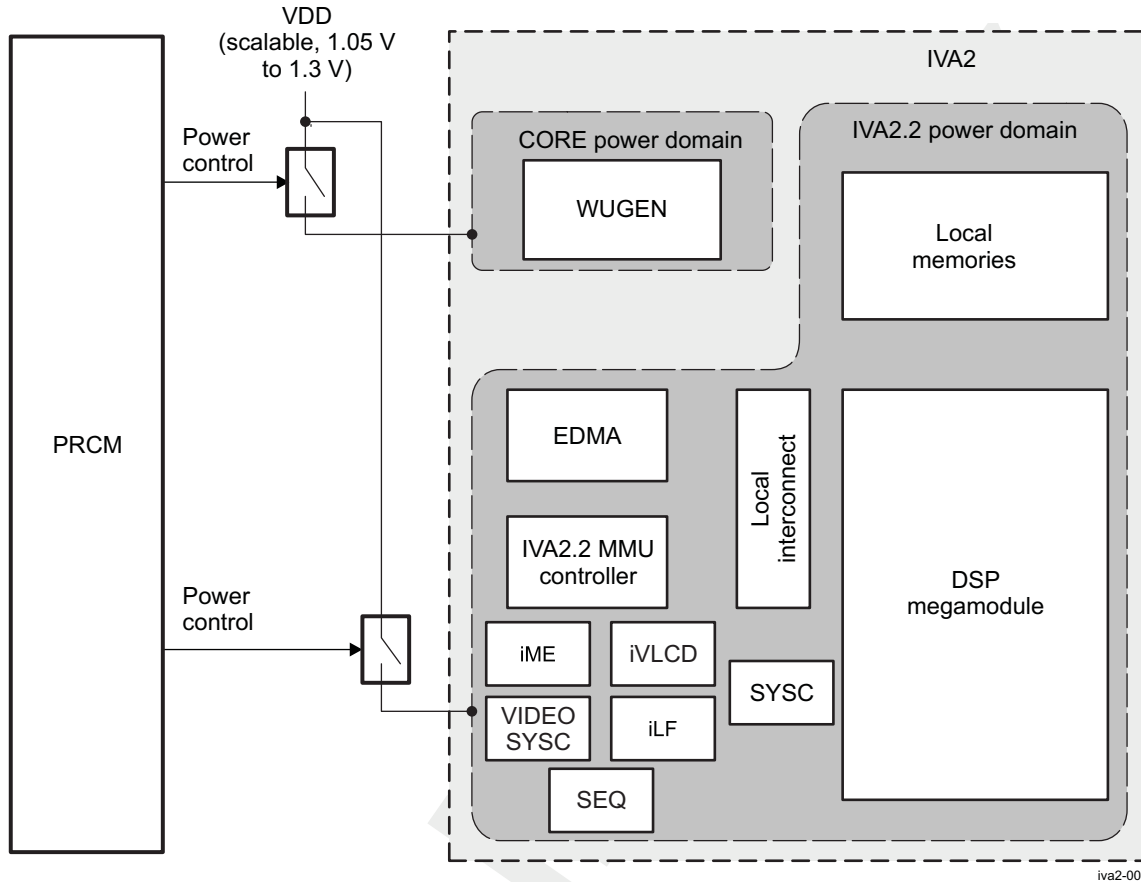 VDD
(scalable, 1.05 V
to 1.3 V)
IVA2
Power
control
CORE power domain
WUGEN
IVA2.2 power domain
Local
memories
PRCM
EDMA
Local
interconnect
IVA2.2 MMU
controller
DSP
megamodule
Power
control
iME
iVLCD
SYSC
VIDEO
SYSC
iLF
SEQ
iva2-00